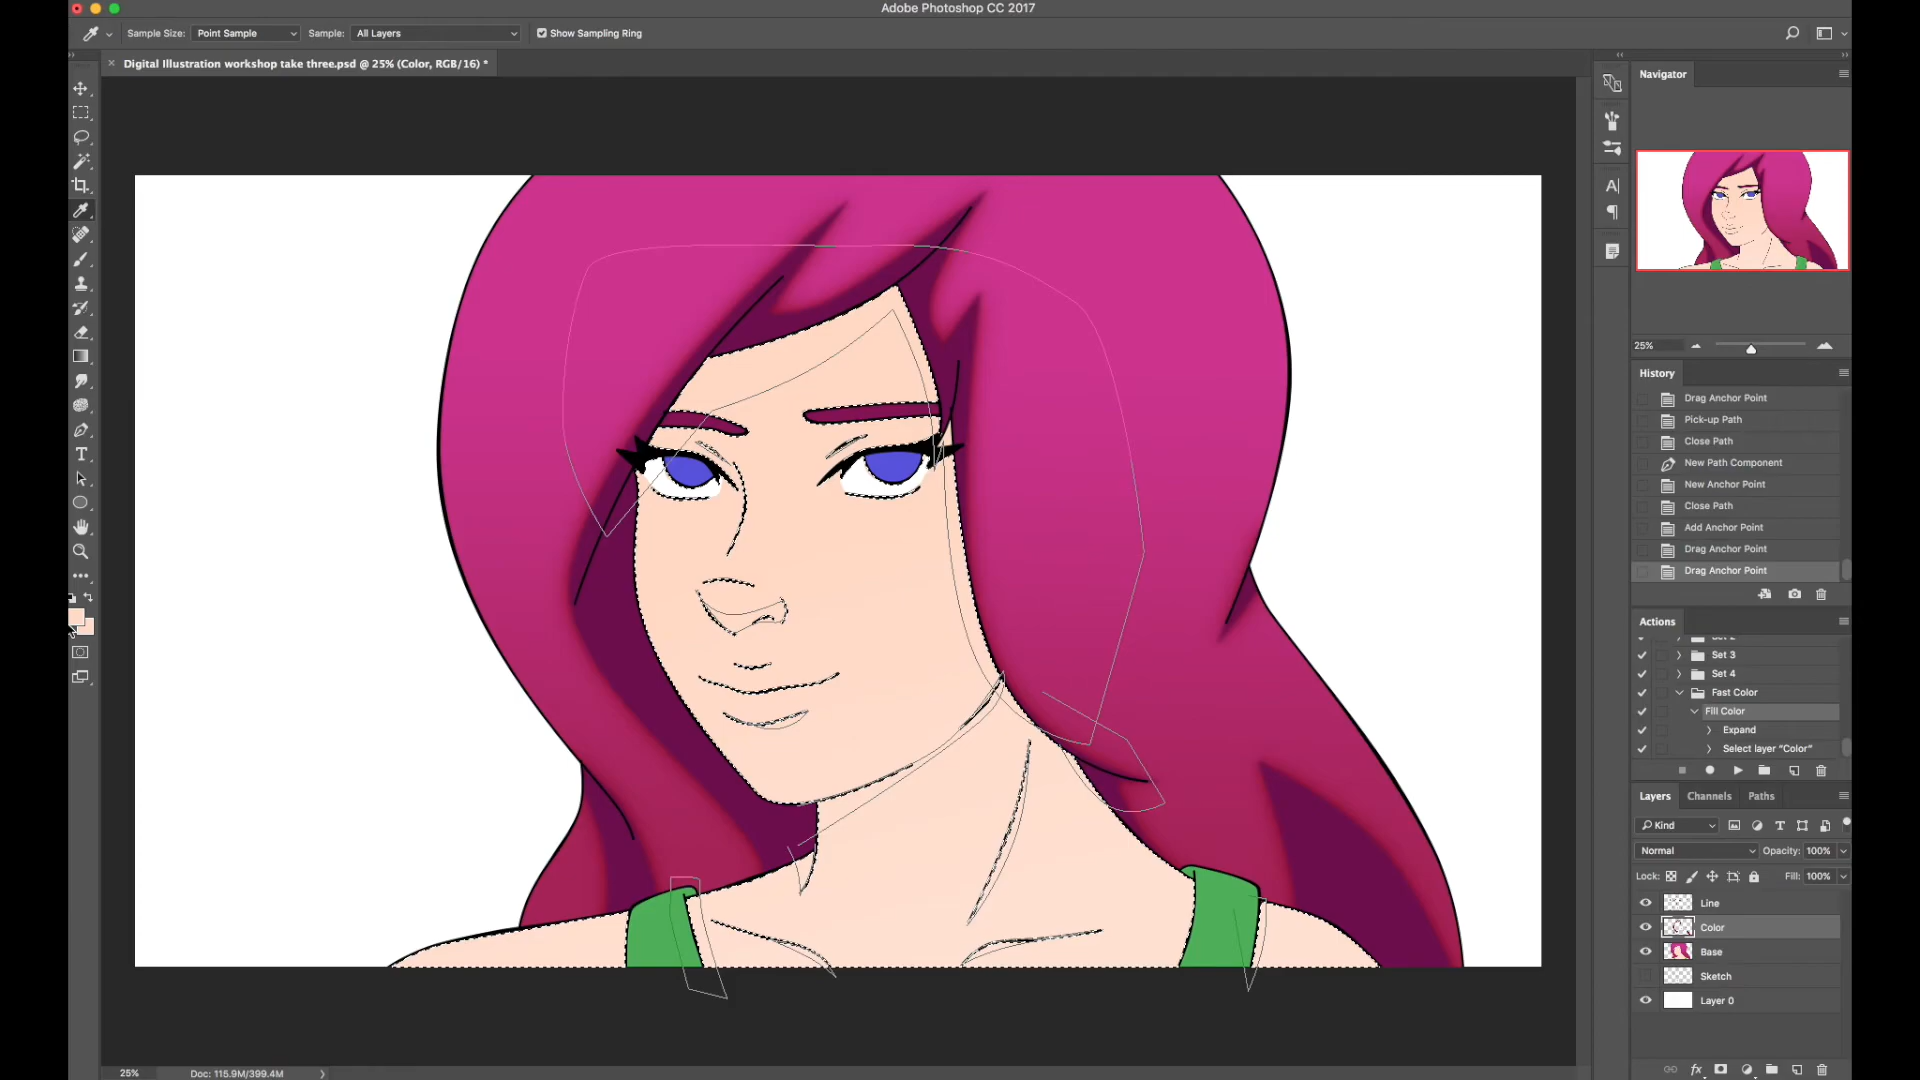 Adobe Photoshop CC 2017
Sample Size: Point Sample Sample: All Layers Show Sampling Ring
Digital Illustration workshop take three.psd @ 25% (Color, RGB/16) *
Navigator
25%
History
Drag Anchor Point
Pick-up Path
Close Path
New Path Component
New Anchor Point
Close Path
Add Anchor Point
Drag Anchor Point
Drag Anchor Point
Actions
Set 3
Set 4
Fast Color
Fill Color
Expand
Select layer "Color"
Layers Channels Paths
Kind
Normal Opacity: 100%
Lock: Fill: 100%
Line
Color
Base
Sketch
Layer 0
25% Doc: 115.9M/399.4M